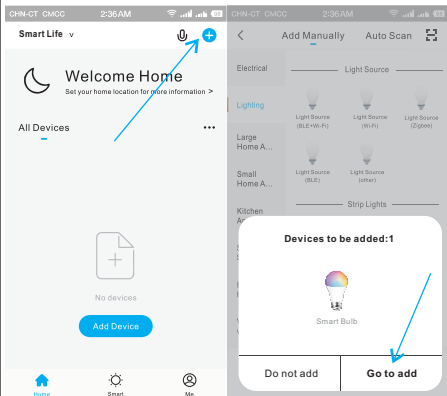 CHN-CT CMCC 2:36AM
Smart Life
Welcome Home
Set your home location for more information >
All Devices
No devices
Add Device
Home
Smart
Me
CHN-CT CMCC 2:36AM
Add Manually Auto Scan
Electrical
Lighting
Large
Home A...
Small
Home A...
Kitchen
Light Source
Light Source
(BLE+Wi-Fi)
Light Source
(Wi-Fi)
Light Source
(Zigbee)
Light Source
(BLE)
Light Source
(other)
Strip Lights
Devices to be added:1
Smart Bulb
Do not add
Go to add